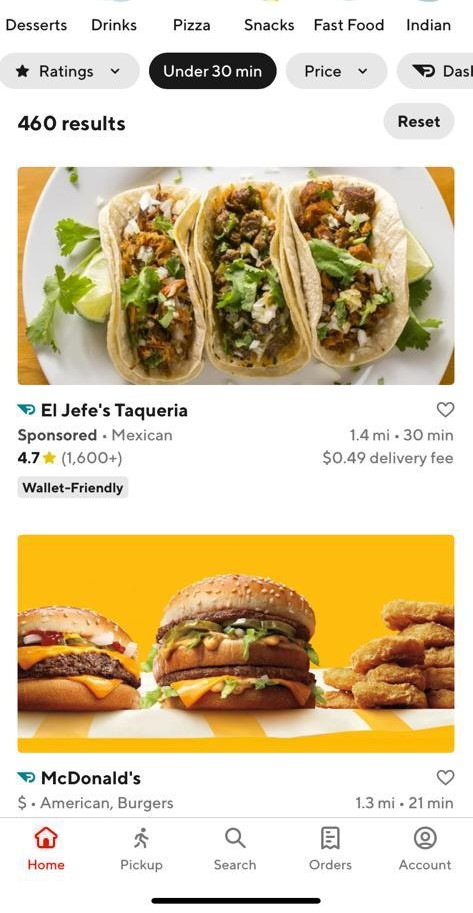 Desserts Drinks Pizza Snacks Fast Food Indian
Ratings Under 30 min Price
460 results Reset
El Jefe's Taqueria
Sponsored • Mexican 1.4 mi • 30 min
4.7 (1,600+) $0.49 delivery fee
Wallet-Friendly
McDonald's
$ • American, Burgers 1.3 mi • 21 min
Home Pickup Search Orders Account